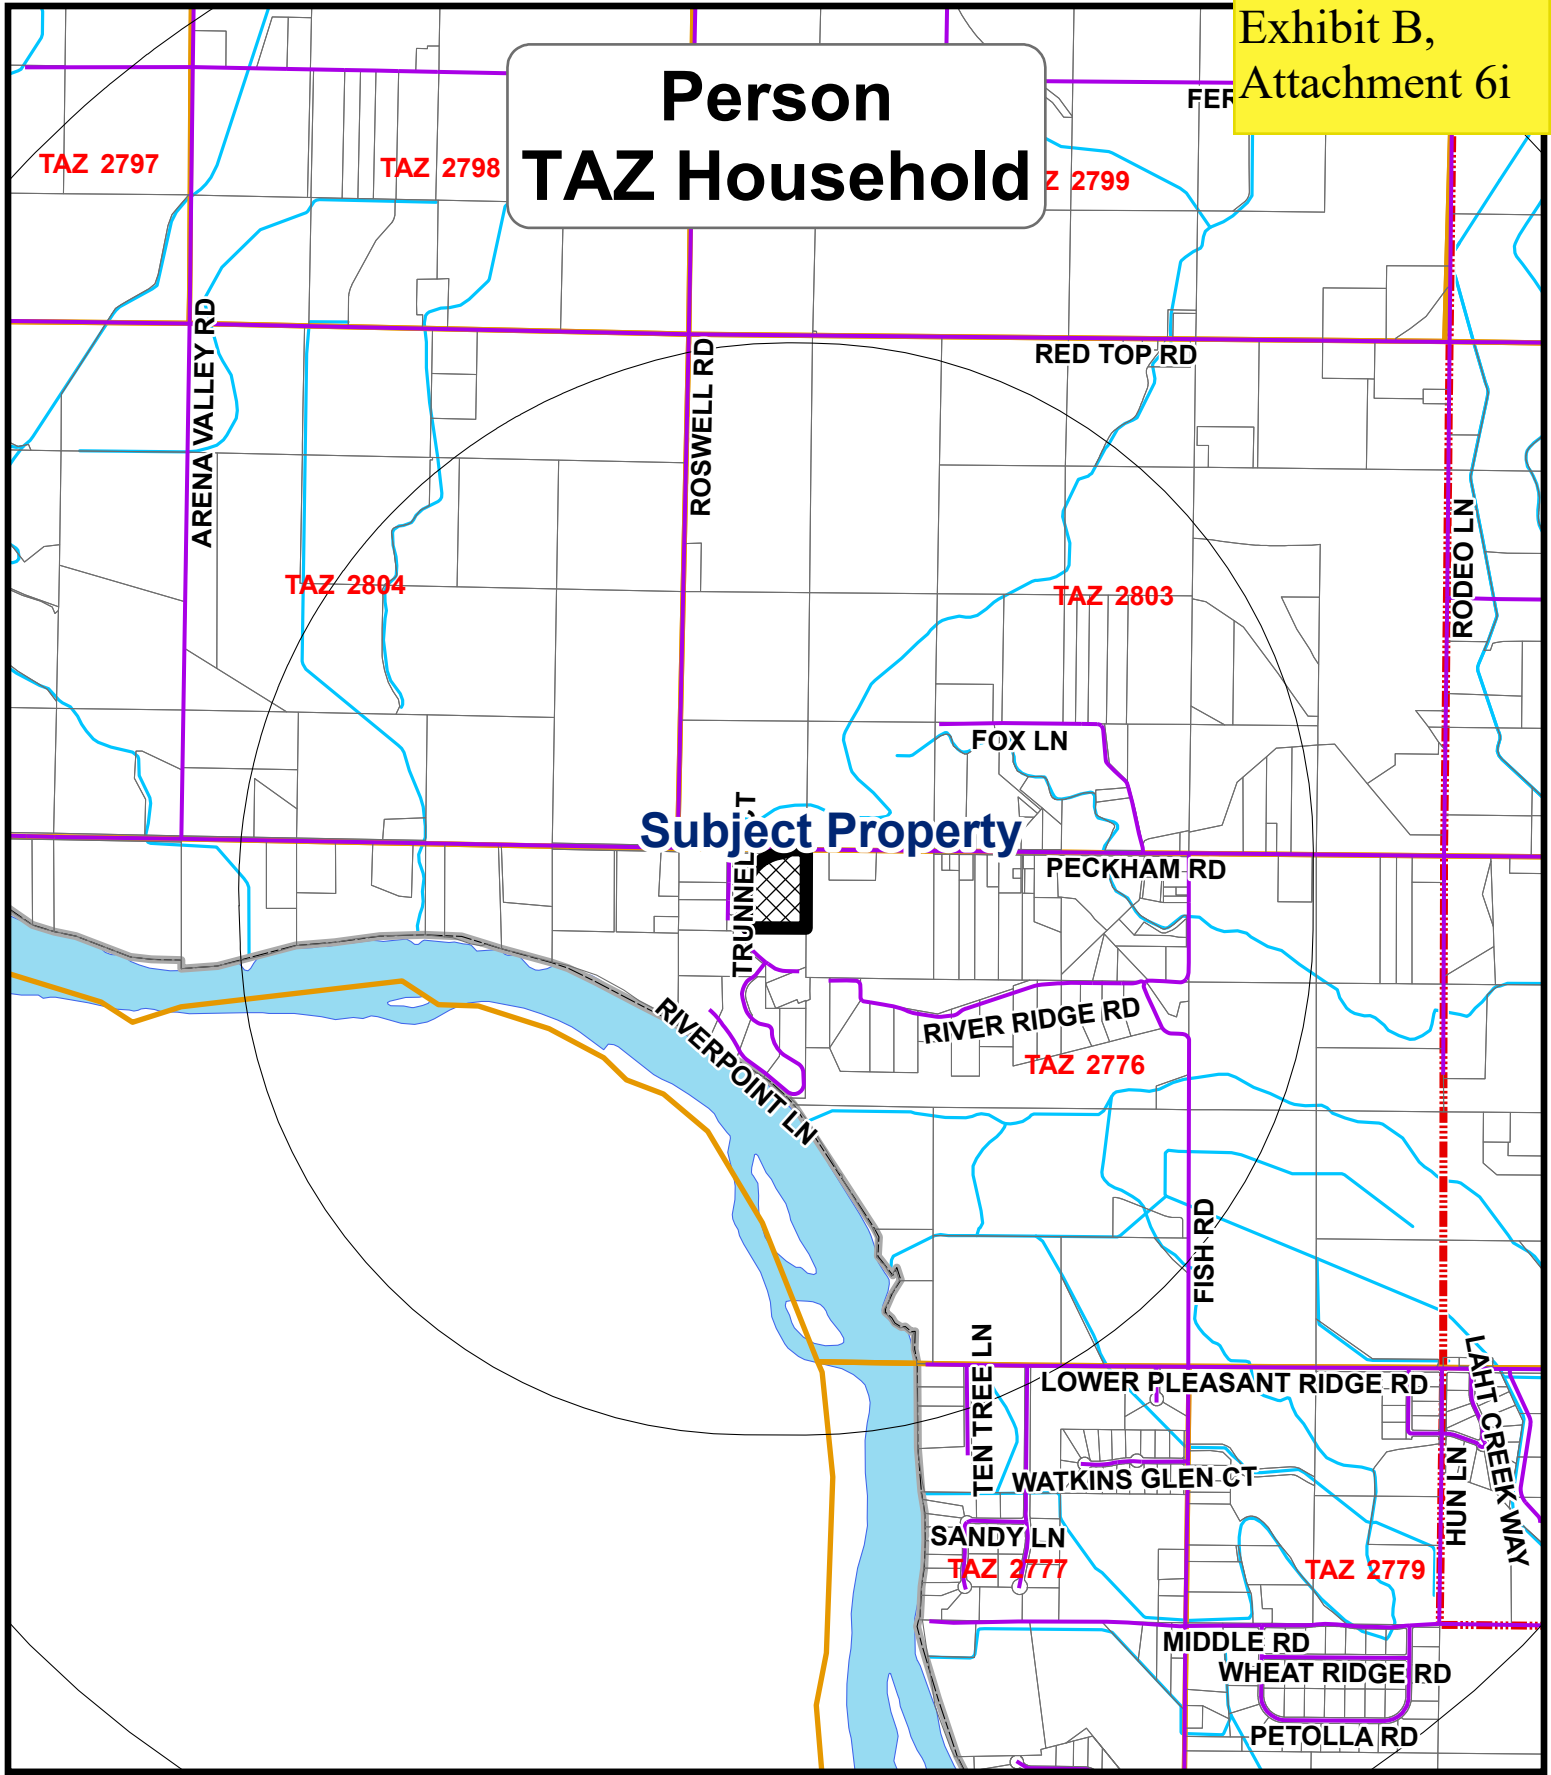 Exhibit B,
Attachment 6i
Person
TAZ Household
FER
TAZ 2797
TAZ 2798
Z 2799
ARENA VALLEY RD
ROSWELL RD
RED TOP RD
RODEO LN
TAZ 2804
TAZ 2803
FOX LN
Subject Property
PECKHAM RD
RIVERPOINT LN
RIVER RIDGE RD
TAZ 2776
FISH RD
TEN TREE LN
LOWER PLEASANT RIDGE RD
LAHT CREEK WAY
WATKINS GLEN CT
HUN LN
SANDY LN
TAZ 2777
TAZ 2779
MIDDLE RD
WHEAT RIDGE RD
PETOLLA RD